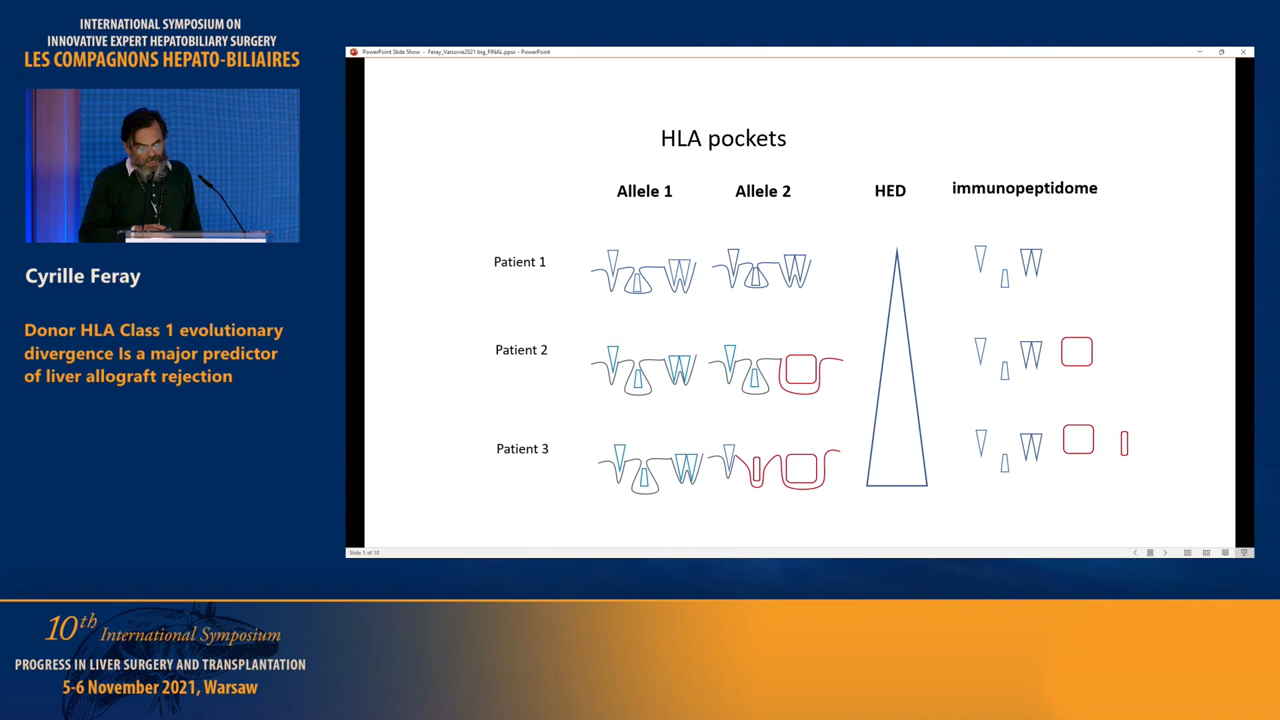 INTERNATIONAL SYMPOSIUM ON
INNOVATIVE EXPERT HEPATOBILIARY SURGERY
LES COMPAGNONS HEPATO-BILIAIRES
Cyrille Feray
Donor HLA Class 1 evolutionary
divergence Is a major predictor
of liver allograft rejection
PowerPoint Slide Show - Feray_Varsovie2021 big_FINAL.ppsx - PowerPoint
HLA pockets
Allele 1 Allele 2 HED immunopeptidome
Patient 1
Patient 2
Patient 3
Slide 5 of 18
10th International Symposium
PROGRESS IN LIVER SURGERY AND TRANSPLANTATION
5-6 November 2021, Warsaw